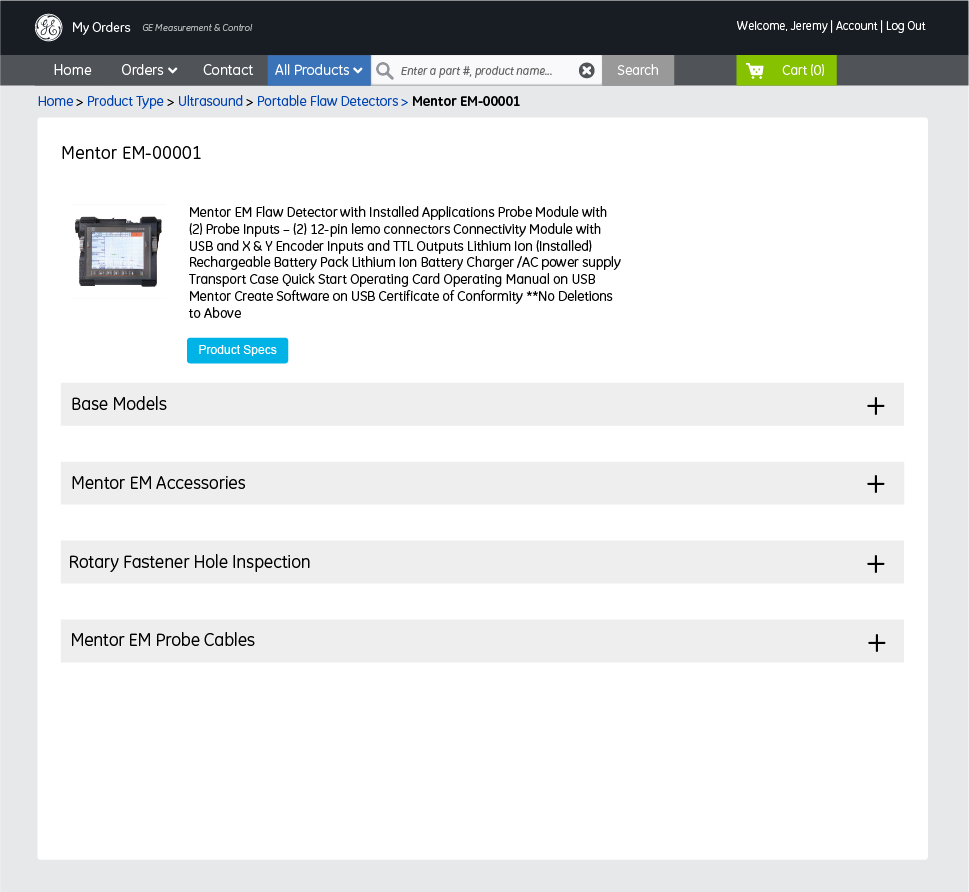 My Orders GE Measurement & Control
Welcome, Jeremy | Account | Log Out
Home Orders Contact All Products Enter a part #, product name... Search Cart (0)
Home > Product Type > Ultrasound > Portable Flaw Detectors > Mentor EM-00001
Mentor EM-00001
Mentor EM Flaw Detector with Installed Applications Probe Module with
(2) Probe Inputs – (2) 12-pin lemo connectors Connectivity Module with
USB and X & Y Encoder Inputs and TTL Outputs Lithium Ion (Installed)
Rechargeable Battery Pack Lithium Ion Battery Charger /AC power supply
Transport Case Quick Start Operating Card Operating Manual on USB
Mentor Create Software on USB Certificate of Conformity **No Deletions
to Above
Product Specs
Base Models
Mentor EM Accessories
Rotary Fastener Hole Inspection
Mentor EM Probe Cables